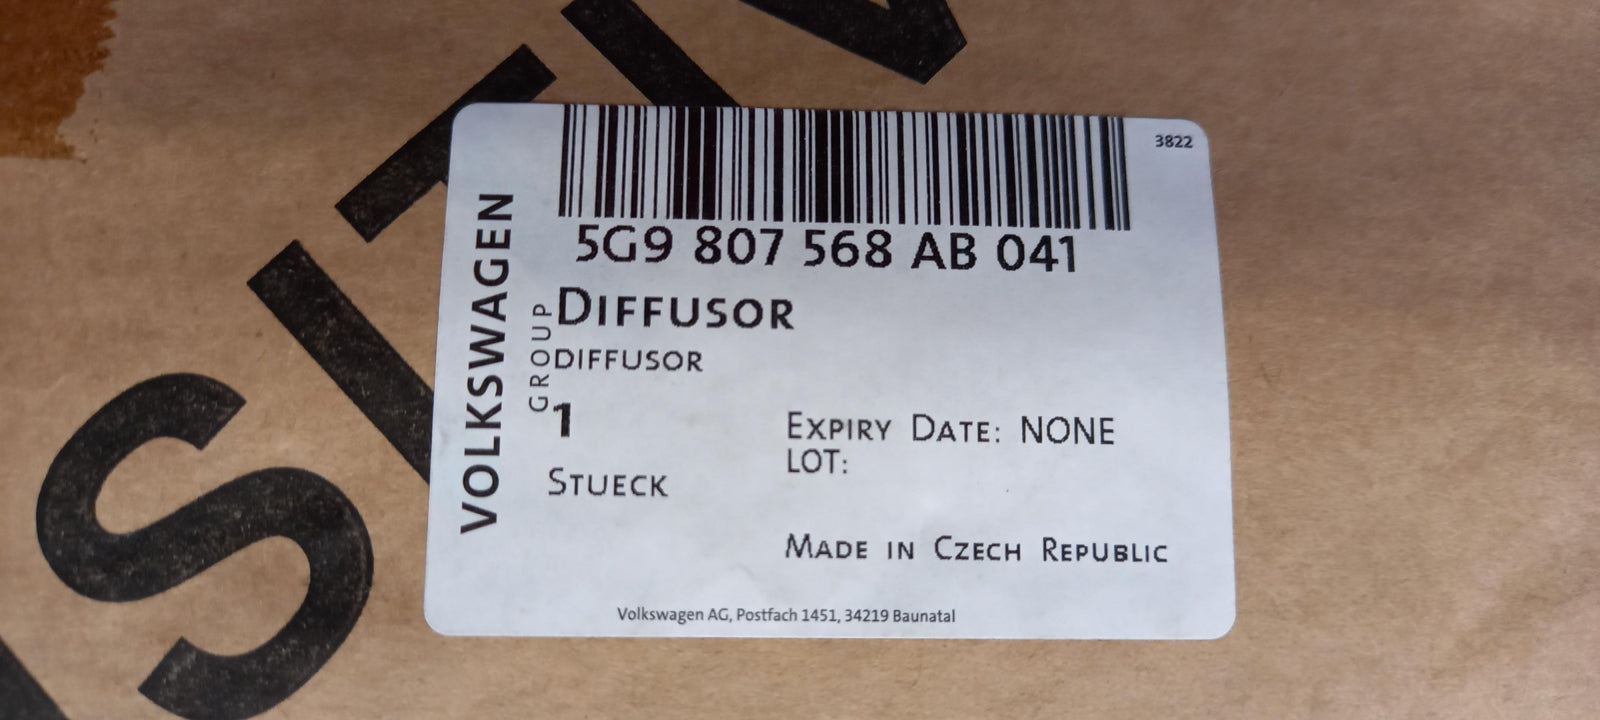 3822
5G9 807 568 AB 041
VOLKSWAGEN
GROUP
DIFFUSOR
DIFFUSOR
1
STUECK
EXPIRY DATE: NONE
LOT:
MADE IN CZECH REPUBLIC
Volkswagen AG, Postfach 1451, 34219 Baunatal